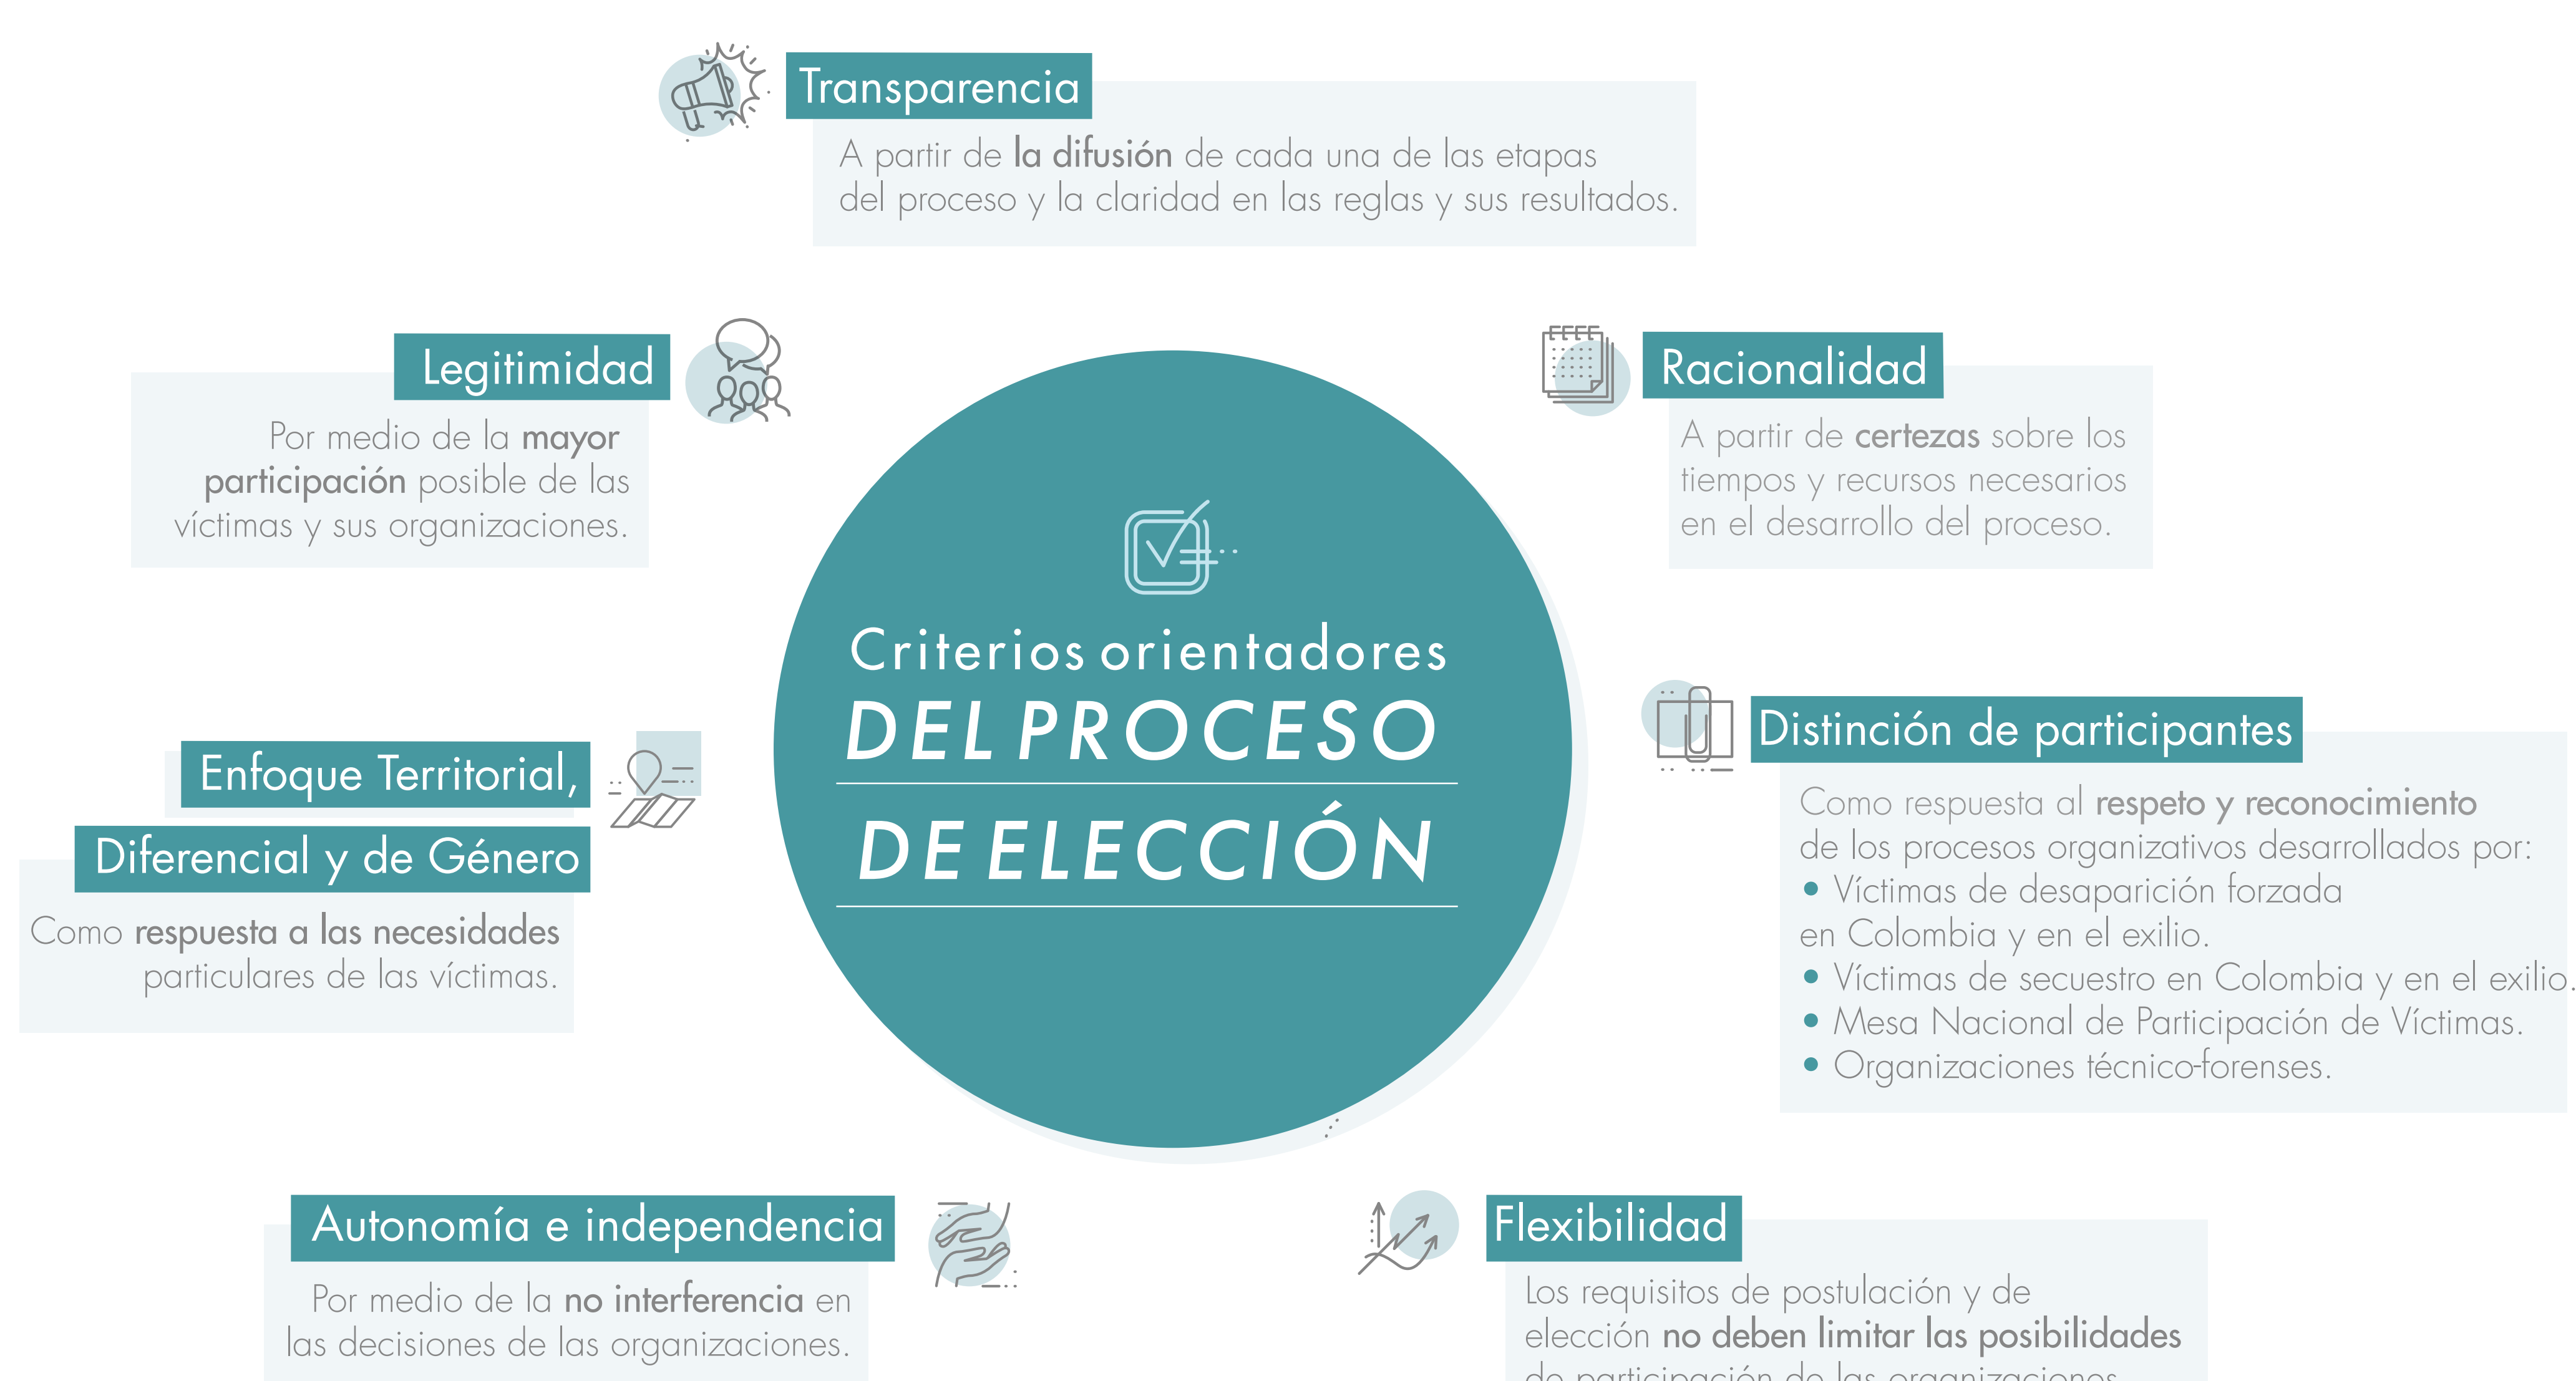 Transparencia
A partir de la difusión de cada una de las etapas
del proceso y la claridad en las reglas y sus resultados.
Legitimidad
Por medio de la mayor
participación posible de las
víctimas y sus organizaciones.
Racionalidad
A partir de certezas sobre los
tiempos y recursos necesarios
en el desarrollo del proceso.
Criterios orientadores
DEL PROCESO
DE ELECCIÓN
Enfoque Territorial,
Diferencial y de Género
Como respuesta a las necesidades
particulares de las víctimas.
Distinción de participantes
Como respuesta al respeto y reconocimiento
de los procesos organizativos desarrollados por:
• Víctimas de desaparición forzada
en Colombia y en el exilio.
• Víctimas de secuestro en Colombia y en el exilio.
• Mesa Nacional de Participación de Víctimas.
• Organizaciones técnico-forenses.
Autonomía e independencia
Por medio de la no interferencia en
las decisiones de las organizaciones.
Flexibilidad
Los requisitos de postulación y de
elección no deben limitar las posibilidades
de participación de las organizaciones